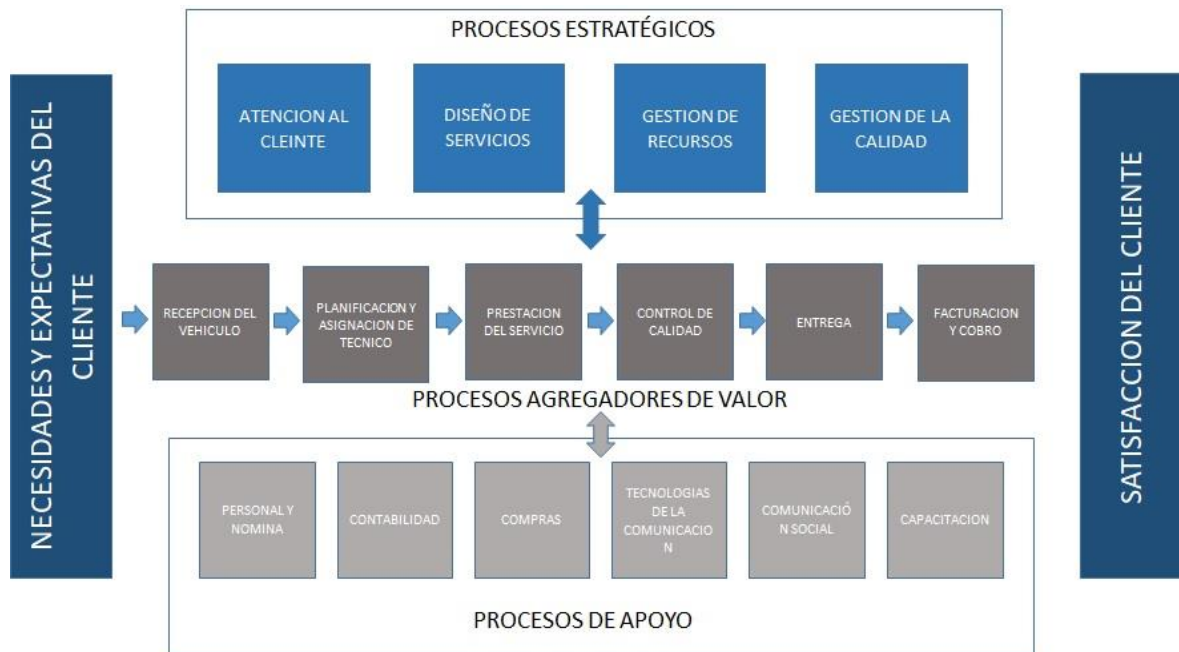 PROCESOS ESTRATÉGICOS
ATENCION AL
CLEINTE
DISEÑO DE
SERVICIOS
GESTION DE
RECURSOS
GESTION DE LA
CALIDAD
NECESIDADES Y EXPECTATIVAS DEL
CLIENTE
RECEPCION DEL
VEHICULO
PLANIFICACION Y
ASIGNACION DE
TECNICO
PRESTACION
DEL SERVICIO
CONTROL DE
CALIDAD
ENTREGA
FACTURACION
Y COBRO
PROCESOS AGREGADORES DE VALOR
PERSONAL Y
NOMINA
CONTABILIDAD
COMPRAS
TECNOLOGIAS
DE LA
COMUNICACIO
N
COMUNICACIÓ
N SOCIAL
CAPACITACION
PROCESOS DE APOYO
SATISFACCION DEL CLIENTE